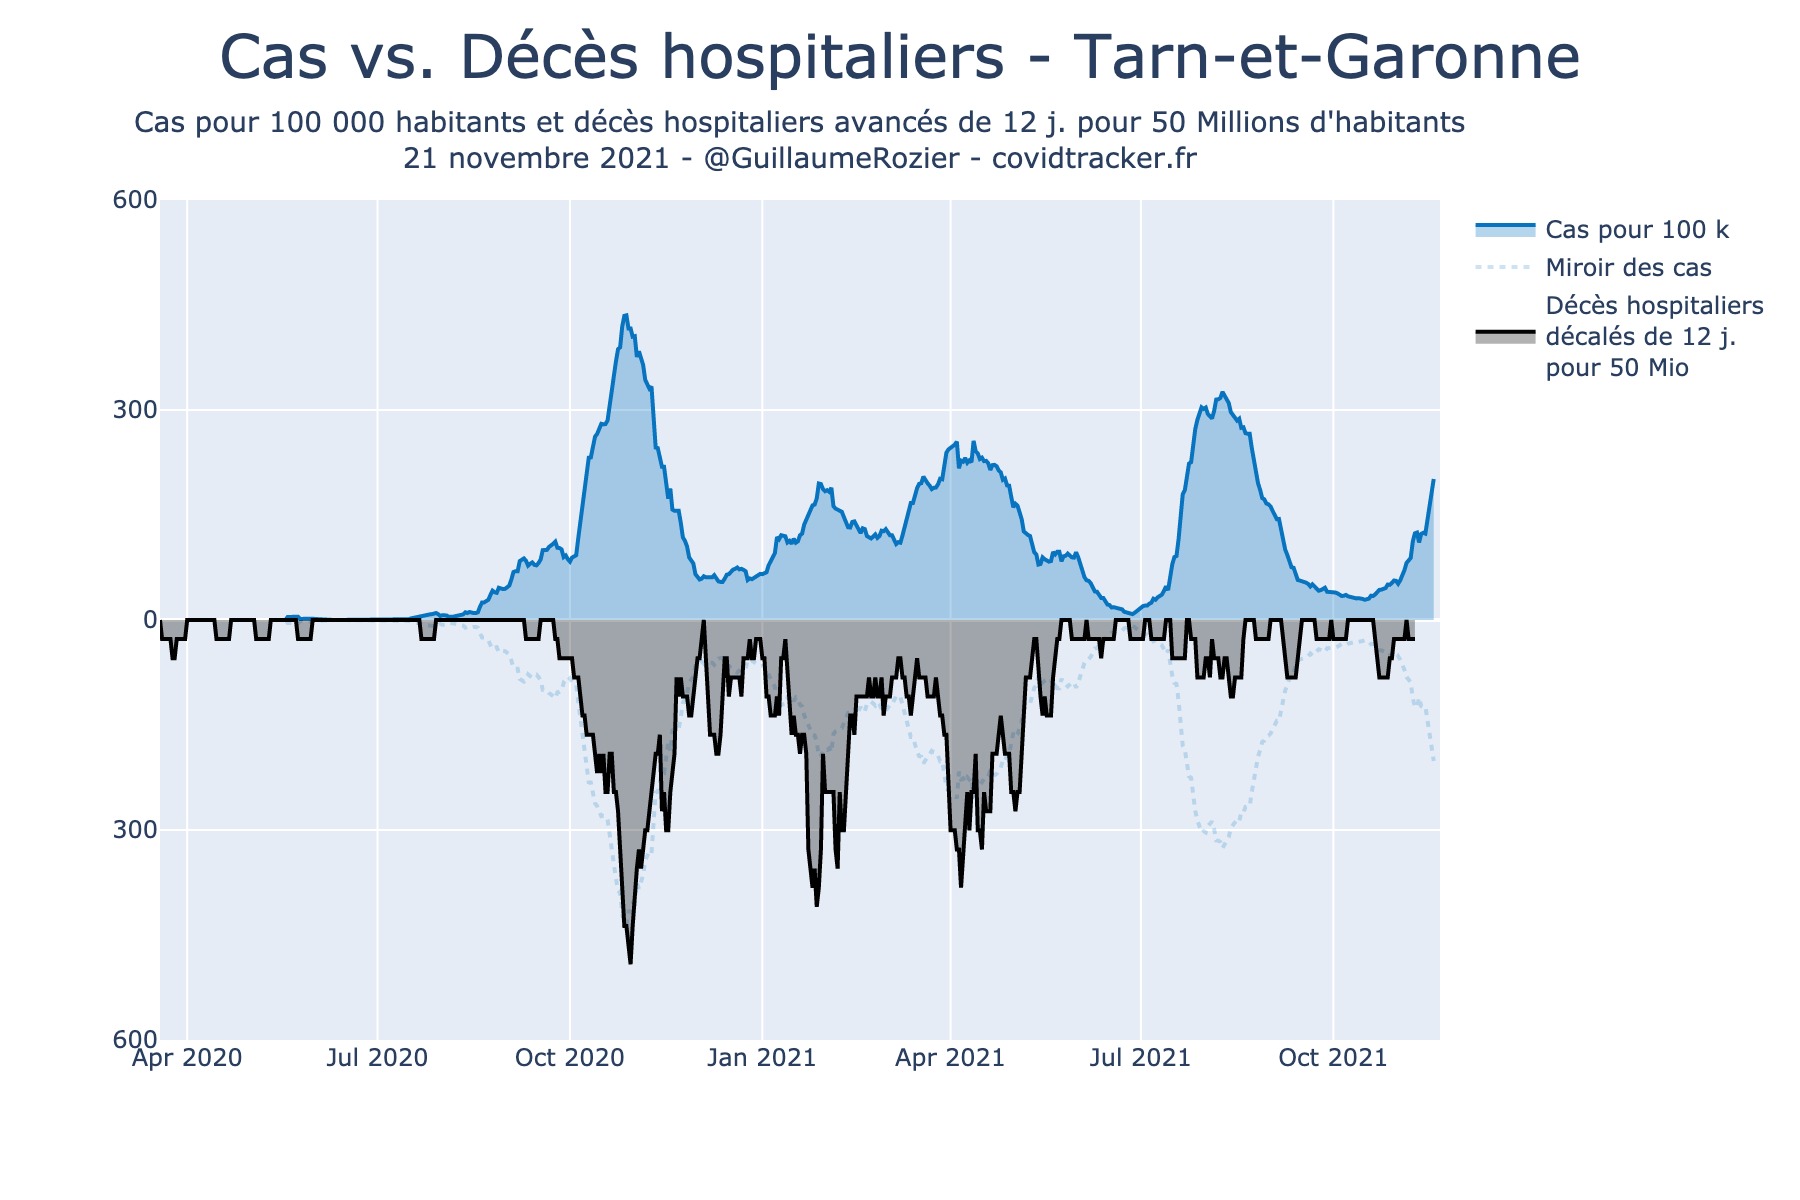 Cas vs. Décès hospitaliers - Tarn-et-Garonne
Cas pour 100 000 habitants et décès hospitaliers avancés de 12 j. pour 50 Millions d'habitants
21 novembre 2021 - @GuillaumeRozier - covidtracker.fr
600
300
0
300
600
Apr 2020
Jul 2020
Oct 2020
Jan 2021
Apr 2021
Jul 2021
Oct 2021
Cas pour 100 k
Miroir des cas
Décès hospitaliers
décalés de 12 j.
pour 50 Mio